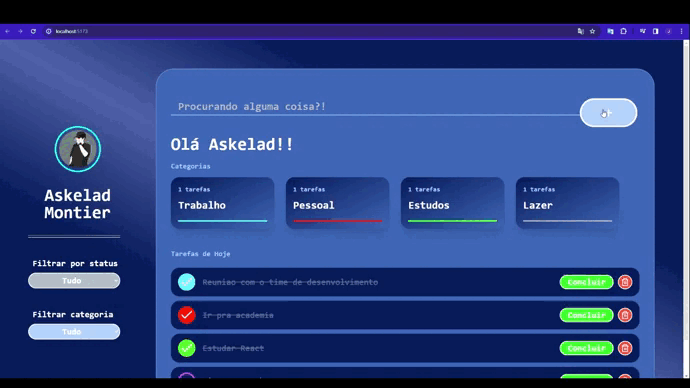 localhost:5173
Procurando alguma coisa?!
Olá Askelad!!
Categorias
1 tarefas
Trabalho
1 tarefas
Pessoal
1 tarefas
Estudos
1 tarefas
Lazer
Askelad
Montier
Filtrar por status
Tudo
Filtrar categoria
Tudo
Tarefas de Hoje
Reuniao com o time de desenvolvimento
Concluir
Ir pra academia
Concluir
Estudar React
Concluir